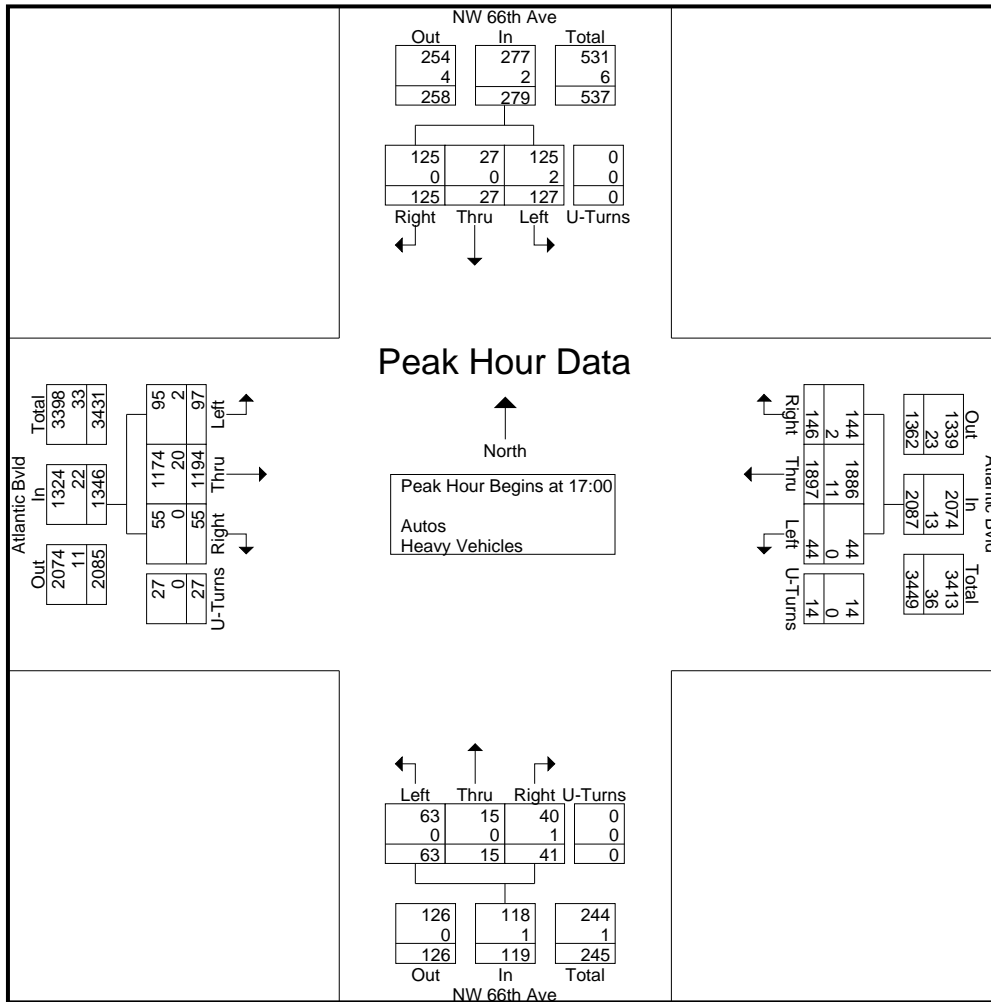 NW 66th Ave
Out In Total
254 277 531
4 2 6
258 279 537
125 27 125 0
0 0 2 0
125 27 127 0
Right Thru Left U-Turns
Peak Hour Data
North
Peak Hour Begins at 17:00
Autos
Heavy Vehicles
Atlantic Bvld
Total In Out
3398 1324 2074
33 22 11
3431 1346 2085
95 1174 55 27
2 20 0 0
97 1194 55 27
Left Thru Right U-Turns
Atlantic Bvld
Out In Total
1339 2074 3413
23 13 36
1362 2087 3449
144 1886 44 14
2 11 0 0
146 1897 44 14
Right Thru Left U-Turns
Left Thru Right U-Turns
63 15 40 0
0 0 1 0
63 15 41 0
126 118 244
0 1 1
126 119 245
Out In Total
NW 66th Ave